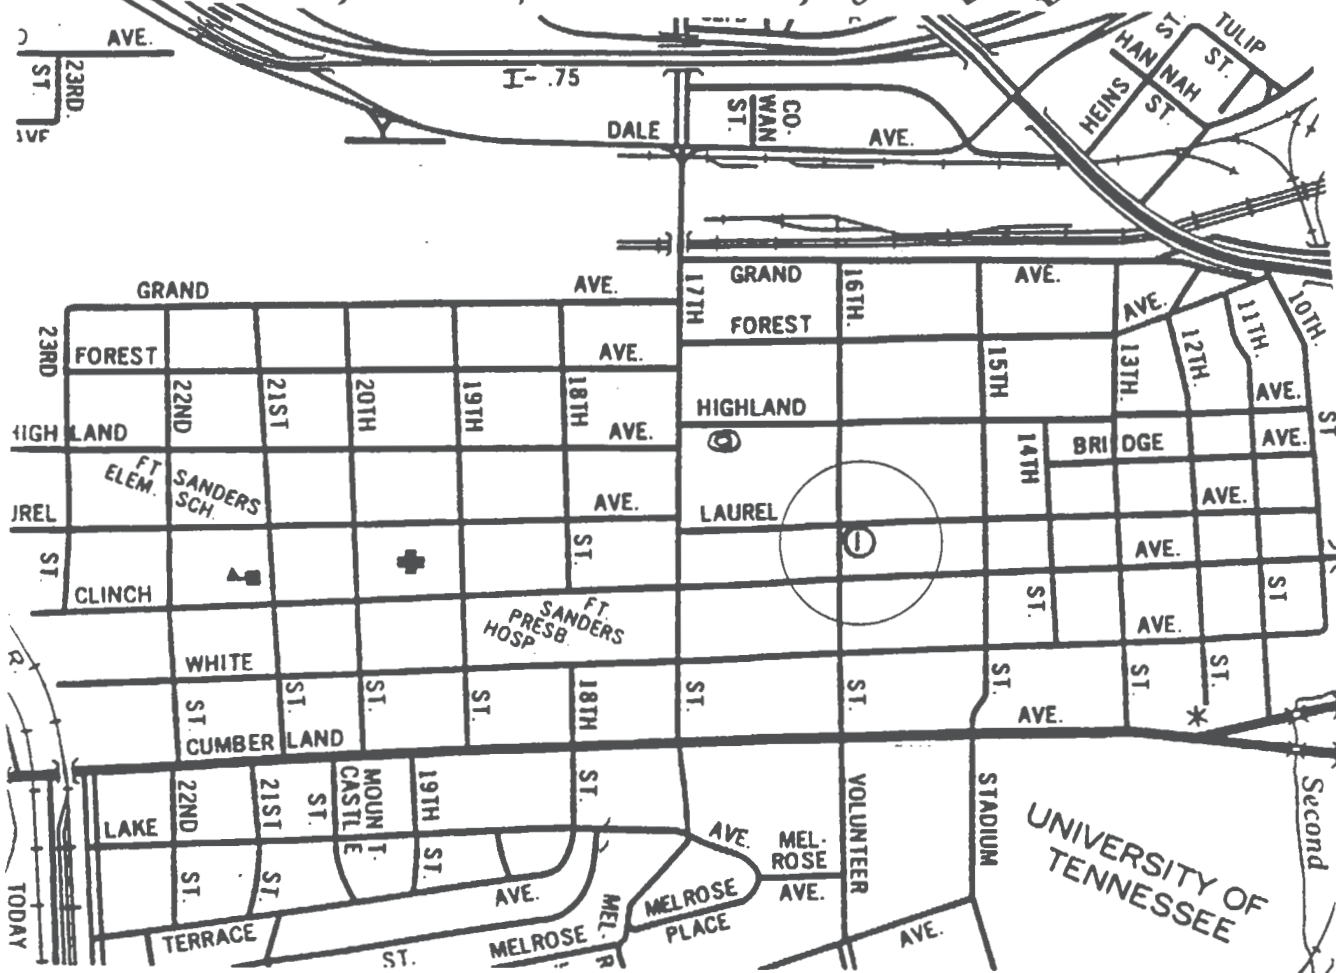 AVE.
23RD.
ST.
AVE
I-.75
DALE
CO.
WAN
ST.
AVE.
HEINS
ST.
HAN
NAH
ST.
TULIP
ST.
GRAND
AVE.
17TH
GRAND
16TH.
AVE.
AVE.
10TH.
11TH.
12TH.
13TH.
15TH
FOREST
23RD
FOREST
AVE.
22ND
21ST
20TH
19TH
18TH
HIGHLAND
AVE.
ST
LAND
AVE.
14TH
BRIDGE
AVE.
FT.
SANDERS
ELEM.
SCH.
AVE.
LAUREL
AVE.
ST.
ST.
AVE.
CLINCH
ST.
ST
FT.
SANDERS
PRESB.
HOSP.
AVE.
R.
WHITE
ST.
ST.
ST.
ST.
18TH
ST.
ST.
ST.
ST.
ST.
AVE.
CUMBERLAND
22ND
21ST
ST.
MOUNT
CASTLE
19TH
ST.
VOLUNTEER
STADIUM
LAKE
AVE.
MEL-
ROSE
AVE.
ST.
ST.
ST.
AVE.
MELROSE
PLACE
MEL-
R
UNIVERSITY OF
TENNESSEE
Second
TODAY
TERRACE
ST.
MELROSE
AVE.